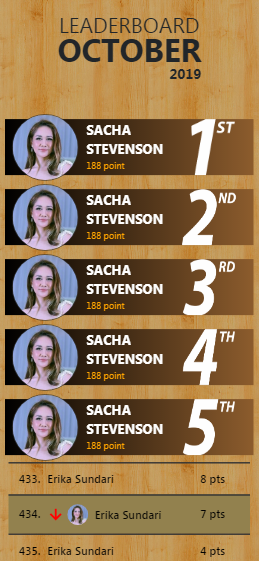 LEADERBOARD
OCTOBER
2019
SACHA
STEVENSON
188 point
1ST
SACHA
STEVENSON
188 point
2ND
SACHA
STEVENSON
188 point
3RD
SACHA
STEVENSON
188 point
4TH
SACHA
STEVENSON
188 point
5TH
433. Erika Sundari 8 pts
434. Erika Sundari 7 pts
435. Erika Sundari 4 pts